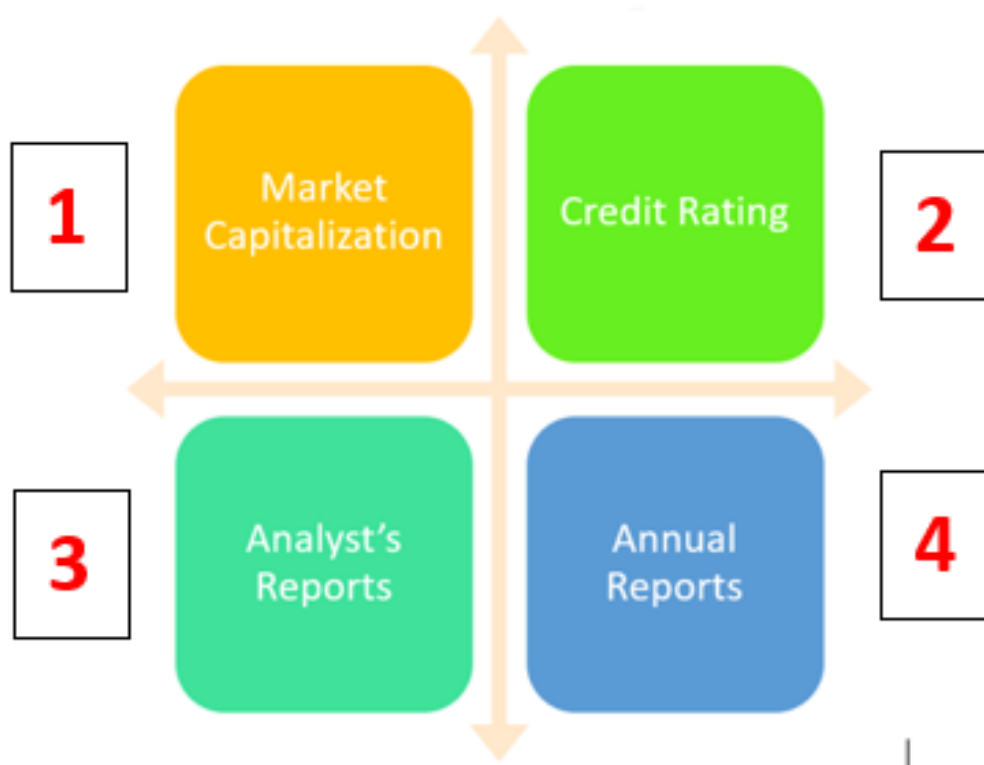 1
Market
Capitalization
Credit Rating
2
3
Analyst’s
Reports
Annual
Reports
4